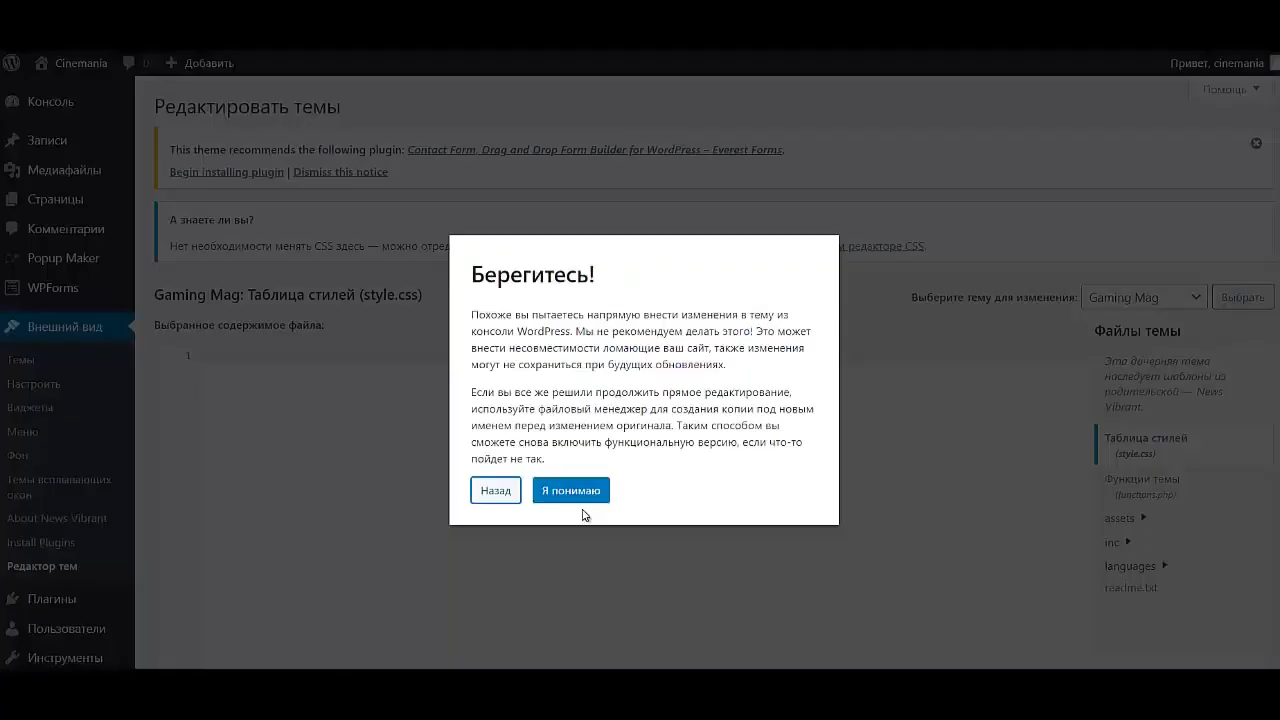 Cinemania
0
Добавить
Привет, cinemania
Консоль
Записи
Медиафайлы
Страницы
Комментарии
Popup Maker
WPForms
Внешний вид
Темы
Настроить
Виджеты
Меню
Фон
Темы всплывающих
окон
About News Vibrant
Install Plugins
Редактор тем
Плагины
Пользователи
Инструменты
Помощь
Редактировать темы
This theme recommends the following plugin: Contact Form, Drag and Drop Form Builder for WordPress – Everest Forms.
Begin installing plugin | Dismiss this notice
А знаете ли вы?
Нет необходимости менять CSS здесь — можно
редакторе CSS
Gaming Mag: Таблица стилей (style.css)
Выберите тему для изменения:
Gaming Mag
Выбрать
Выбранное содержимое файла:
1
Берегитесь!
Похоже вы пытаетесь напрямую внести изменения в тему из
консоли WordPress. Мы не рекомендуем делать этого! Это может
внести несовместимости ломающие ваш сайт, также изменения
могут не сохраниться при будущих обновлениях.
Если вы все же решили продолжить прямое редактирование,
используйте файловый менеджер для создания копии под новым
именем перед изменением оригинала. Таким способом вы
сможете снова включить функциональную версию, если что-то
пойдет не так.
Назад
Я понимаю
Файлы темы
Эта дочерняя тема
наследует шаблоны из
родительской — News
Vibrant.
Таблица стилей
(style.css)
Функции темы
(functions.php)
assets
inc
languages
readme.txt